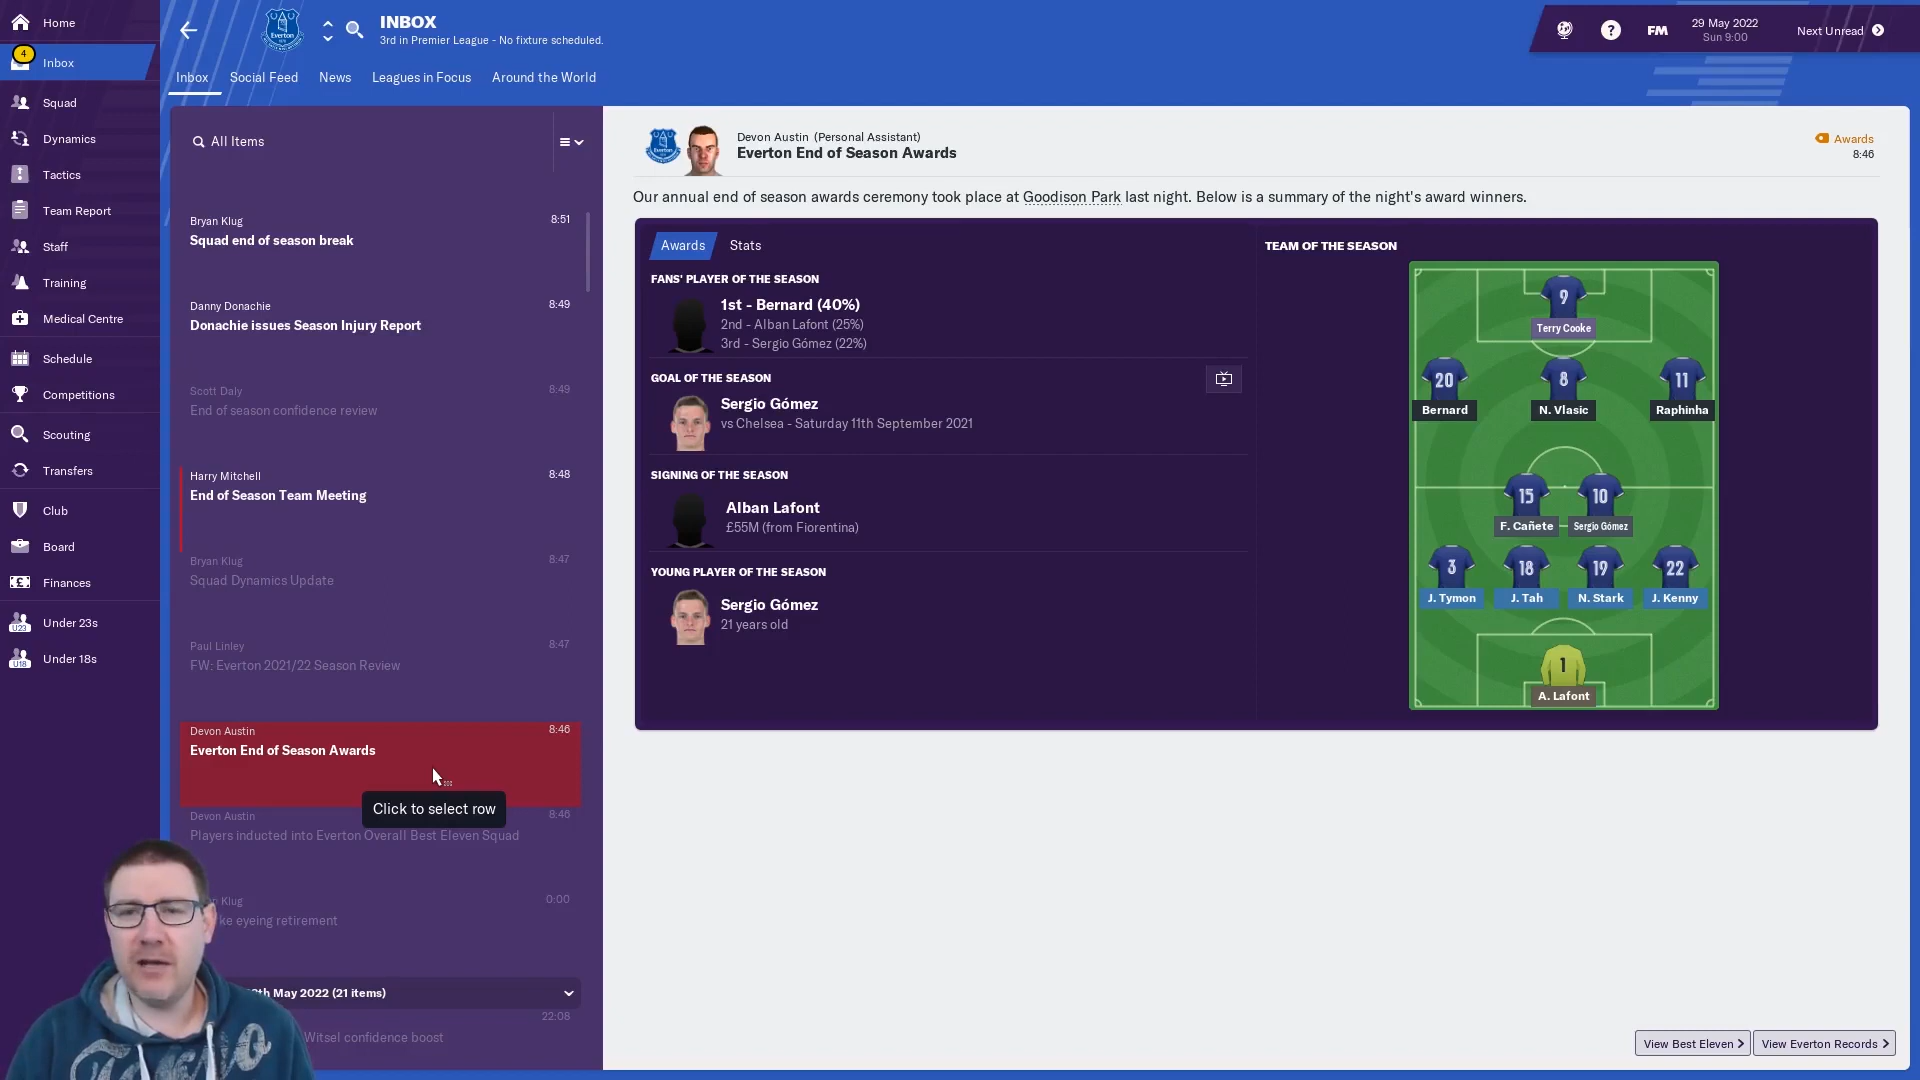 Home
4
Inbox
Squad
Dynamics
Tactics
Team Report
Staff
Training
Medical Centre
Schedule
Competitions
Scouting
Transfers
Club
Board
Finances
U23
Under 23s
U18
Under 18s
Everton
INBOX
3rd in Premier League - No fixture scheduled.
?
FM
29 May 2022
Sun 9:00
Next Unread
Inbox Social Feed News Leagues in Focus Around the World
All Items
Bryan Klug 8:51
Squad end of season break
Danny Donachie 8:49
Donachie issues Season Injury Report
Scott Daly 8:49
End of season confidence review
Harry Mitchell 8:48
End of Season Team Meeting
Bryan Klug 8:47
Squad Dynamics Update
Paul Linley 8:47
FW: Everton 2021/22 Season Review
Devon Austin 8:46
Everton End of Season Awards
Click to select row
Devon Austin 8:46
Players inducted into Everton Overall Best Eleven Squad
Klug 0:00
ke eyeing retirement
th May 2022 (21 items)
22:08
Witsel confidence boost
Everton
Devon Austin (Personal Assistant)
Everton End of Season Awards
Awards
8:46
Our annual end of season awards ceremony took place at Goodison Park last night. Below is a summary of the night's award winners.
Awards Stats
FANS' PLAYER OF THE SEASON
1st - Bernard (40%)
2nd - Alban Lafont (25%)
3rd - Sergio Gómez (22%)
GOAL OF THE SEASON
Sergio Gómez
vs Chelsea - Saturday 11th September 2021
SIGNING OF THE SEASON
Alban Lafont
£55M (from Fiorentina)
YOUNG PLAYER OF THE SEASON
Sergio Gómez
21 years old
TEAM OF THE SEASON
9
Terry Cooke
20 8 11
Bernard N. Vlasic Raphinha
15 10
F. Cañete Sergio Gómez
3 18 19 22
J. Tymon J. Tah N. Stark J. Kenny
1
A. Lafont
View Best Eleven View Everton Records